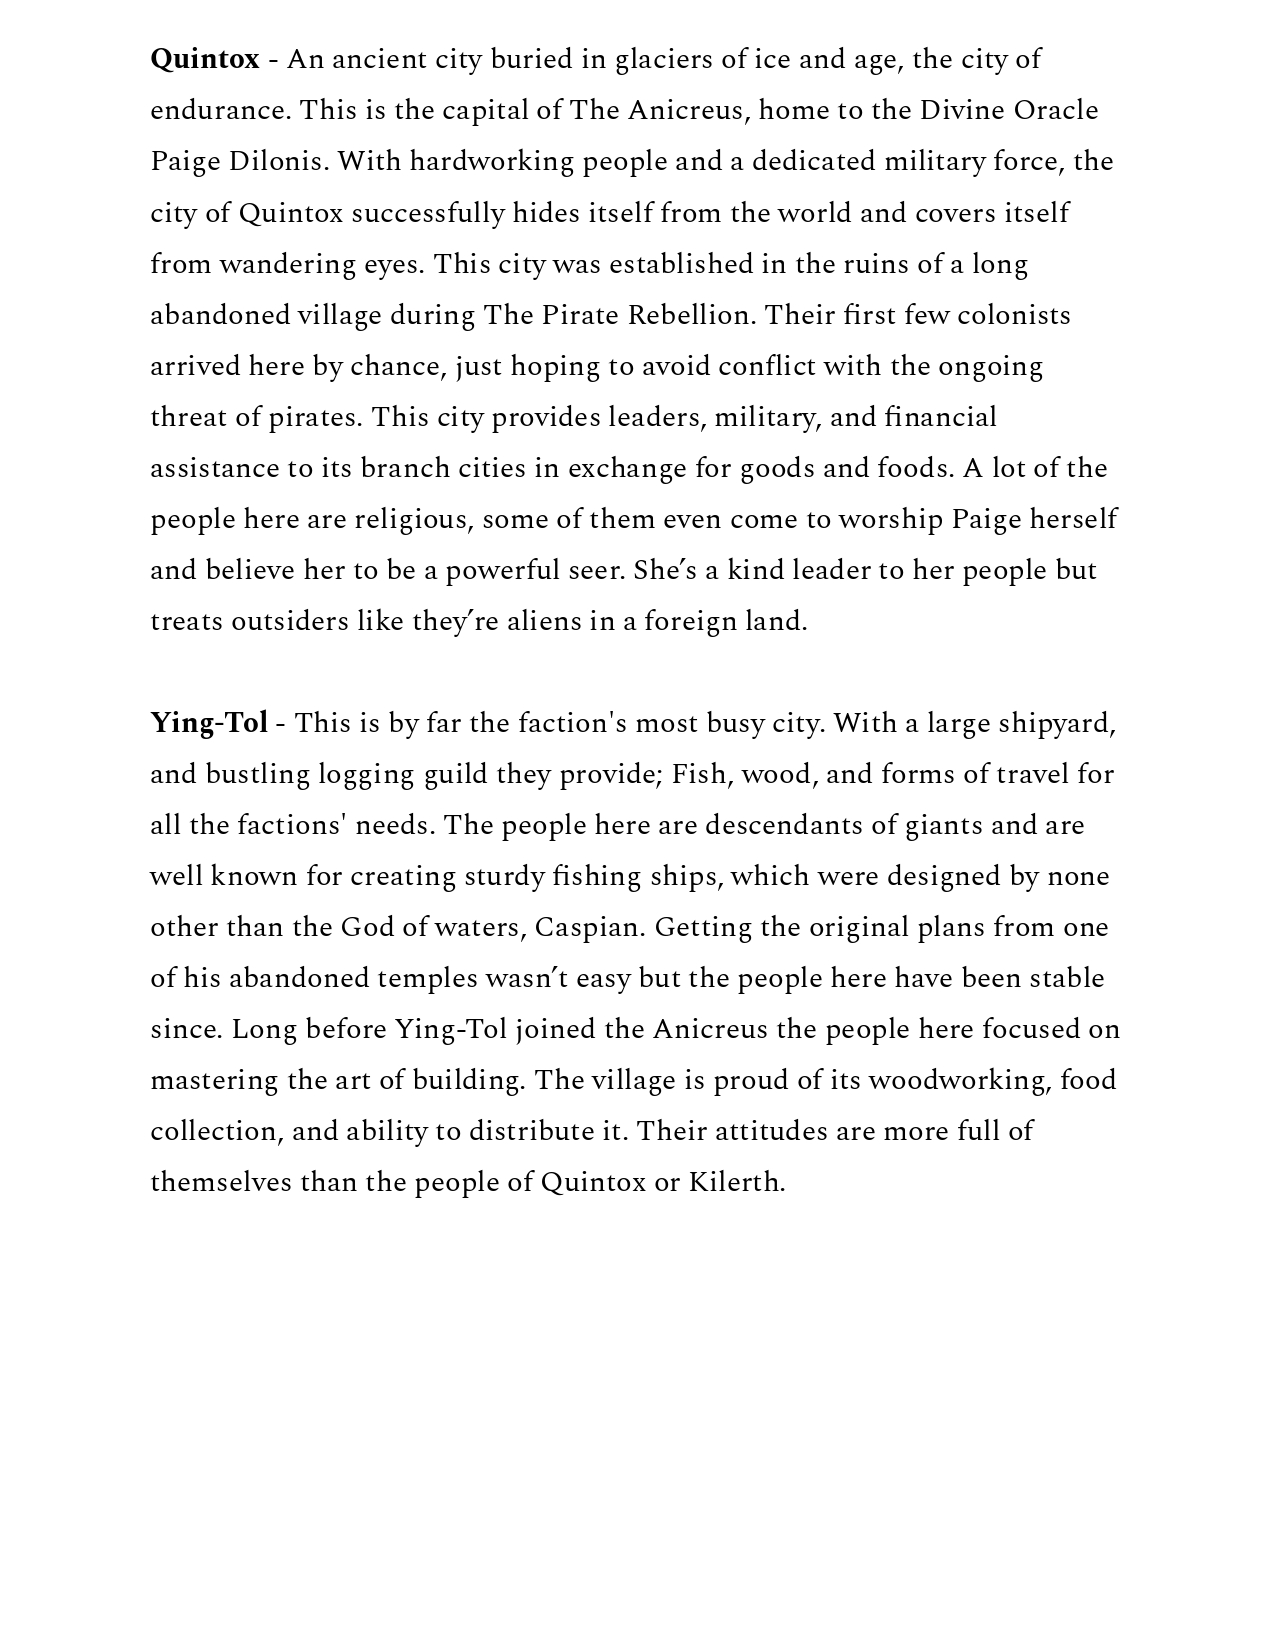 Quintox - An ancient city buried in glaciers of ice and age, the city of
endurance. This is the capital of The Anicreus, home to the Divine Oracle
Paige Dilonis. With hardworking people and a dedicated military force, the
city of Quintox successfully hides itself from the world and covers itself
from wandering eyes. This city was established in the ruins of a long
abandoned village during The Pirate Rebellion. Their first few colonists
arrived here by chance, just hoping to avoid conflict with the ongoing
threat of pirates. This city provides leaders, military, and financial
assistance to its branch cities in exchange for goods and foods. A lot of the
people here are religious, some of them even come to worship Paige herself
and believe her to be a powerful seer. She’s a kind leader to her people but
treats outsiders like they’re aliens in a foreign land.
Ying-Tol - This is by far the faction's most busy city. With a large shipyard,
and bustling logging guild they provide; Fish, wood, and forms of travel for
all the factions' needs. The people here are descendants of giants and are
well known for creating sturdy fishing ships, which were designed by none
other than the God of waters, Caspian. Getting the original plans from one
of his abandoned temples wasn’t easy but the people here have been stable
since. Long before Ying-Tol joined the Anicreus the people here focused on
mastering the art of building. The village is proud of its woodworking, food
collection, and ability to distribute it. Their attitudes are more full of
themselves than the people of Quintox or Kilerth.